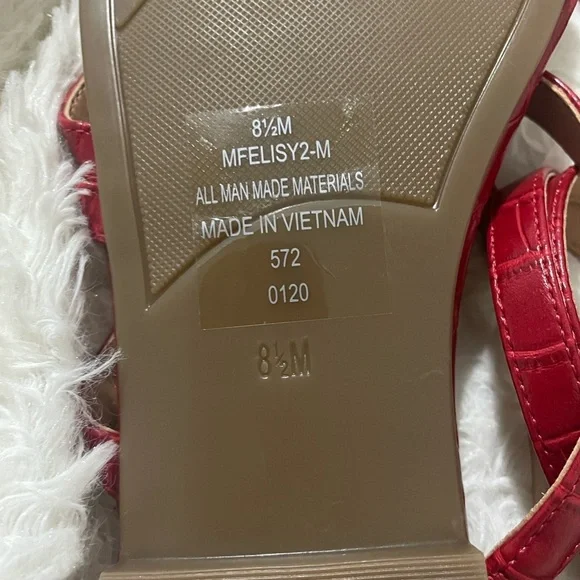 8½M
MFELISY2-M
ALL MAN MADE MATERIALS
MADE IN VIETNAM
572
0120
8½M